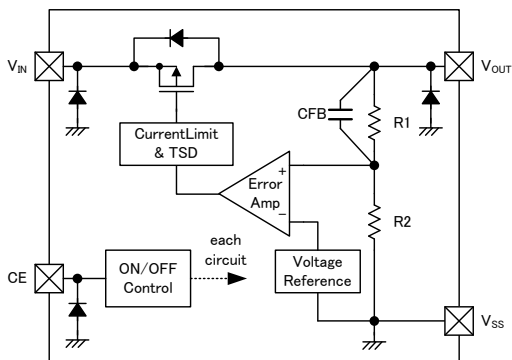 VIN
VOUT
CFB
R1
CurrentLimit
& TSD
+
Error
Amp
−
R2
each
circuit
Voltage
Reference
CE
ON/OFF
Control
VSS